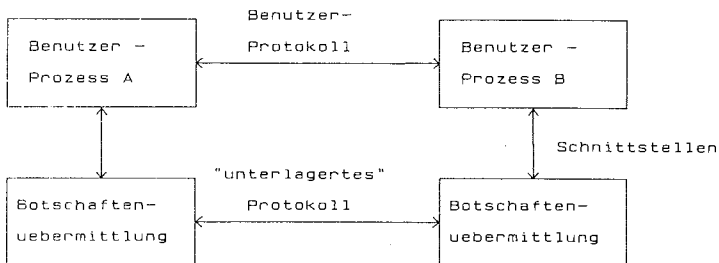 Benutzer-
Protokoll
Benutzer -
Prozess A
Benutzer -
Prozess B
Schnittstellen
"unterlagertes"
Protokoll
Botschaften-
uebermittlung
Botschaften-
uebermittlung